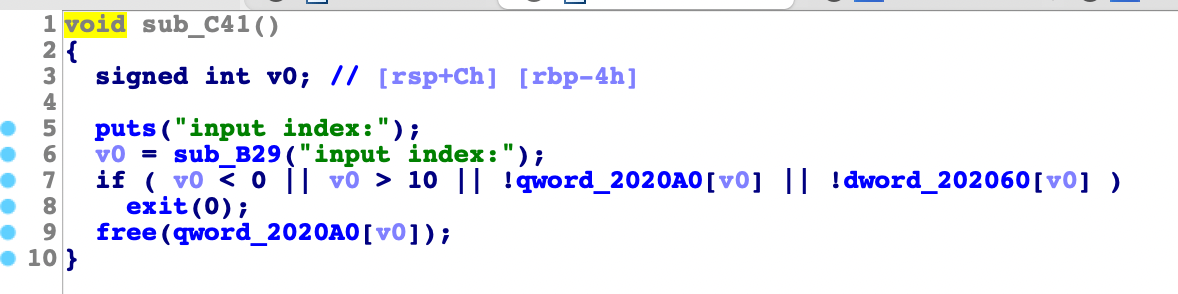 1 void sub_C41()
2 {
3 signed int v0; // [rsp+Ch] [rbp-4h]
4
5 puts("input index:");
6 v0 = sub_B29("input index:");
7 if ( v0 < 0 || v0 > 10 || !qword_2020A0[v0] || !dword_202060[v0] )
8 exit(0);
9 free(qword_2020A0[v0]);
10 }